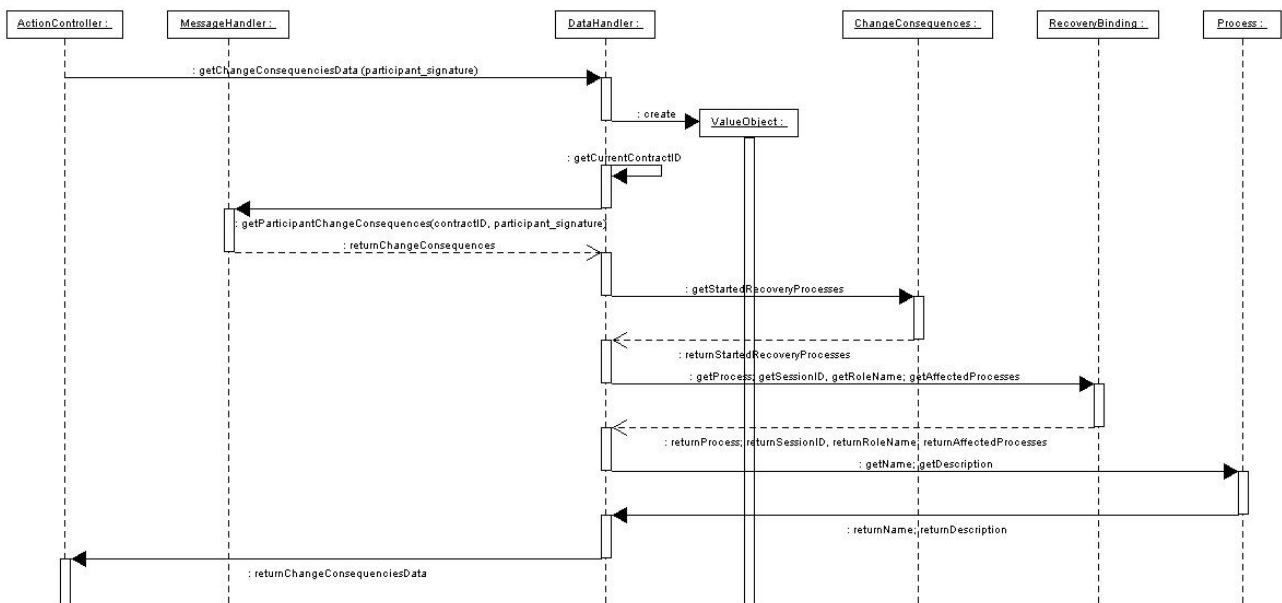 ActionController :
MessageHandler :
DataHandler :
ChangeConsequences :
RecoveryBinding :
Process :
: getChangeConsequenciesData (participant_signature)
: create
ValueObject :
: getCurrentContractID
: getParticipantChangeConsequences(contractID, participant_signature)
: returnChangeConsequences
: getStartedRecoveryProcesses
: returnStartedRecoveryProcesses
: getProcess; getSessionID, getRoleName; getAffectedProcesses
: returnProcess; returnSessionID, returnRoleName; returnAffectedProcesses
: getName; getDescription
: returnName; returnDescription
: returnChangeConsequenciesData